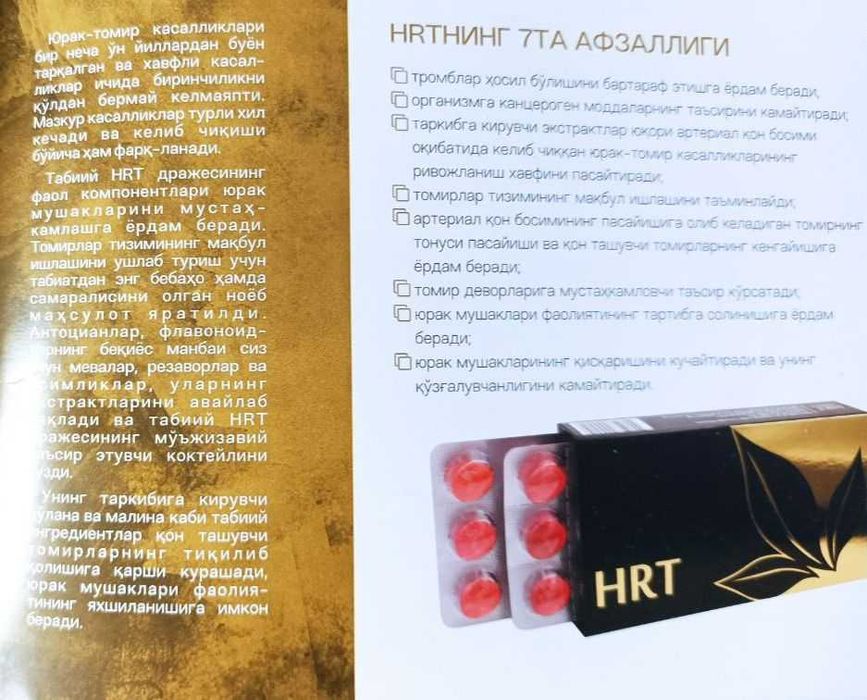 Юрак-томир касалликлари
бир неча ўн йиллардан буён
тарқалган ва хавфли касал-
ликлар ичида биринчиликни
қўлдан бермай келмаяпти.
Мазкур касалликлар турли хил
кечади ва келиб чиқиши
бўйича ҳам фарқ-ланади.
Табиий HRT дражесининг
фаол компонентлари юрак
мушакларини мустаҳ-
камлашга ёрдам беради.
Томирлар тизимининг мақбул
ишлашини ушлаб туриш учун
табиатдан энг бебаҳо ҳамда
самаралисини олган ноёб
маҳсулот яратилди.
Антоцианлар, флавоноид-
нинг беқиёс манбаи сиз
мевалар, резаворлар ва
уларнинг
экстрактларини авайлаб
ва табиий HRT
дражесининг мўъжизавий
таъсир этувчи коктейлини
Унинг таркибига кирувчи
ва малина каби табиий
ингредиентлар қон ташувчи
томирларнинг тиқилиб
қолишига қарши курашади,
юрак мушаклари фаолия-
тининг яхшиланишига имкон
беради.
HRTНИНГ 7ТА АФЗАЛЛИГИ
тромблар ҳосил бўлишини бартараф этишга ёрдам беради;
организмга канцероген моддаларнинг таъсирини камайтиради;
таркибга кирувчи экстрактлар юқори артериал қон босими
оқибатида келиб чиққан юрак-томир касалликларининг
ривожланиш хавфини пасайтиради;
томирлар тизимининг мақбул ишлашини таъминлайди;
артериал қон босимининг пасайишига олиб келадиган томирнинг
тонуси пасайиши ва қон ташувчи томирларнинг кенгайишига
ёрдам беради;
томир деворларига мустаҳкамловчи таъсир кўрсатади;
юрак мушаклари фаолиятининг тартибга солинишига ёрдам
беради;
юрак мушакларининг қисқаришини кучайтиради ва унинг
қўзғалувчанлигини камайтиради.
HRT